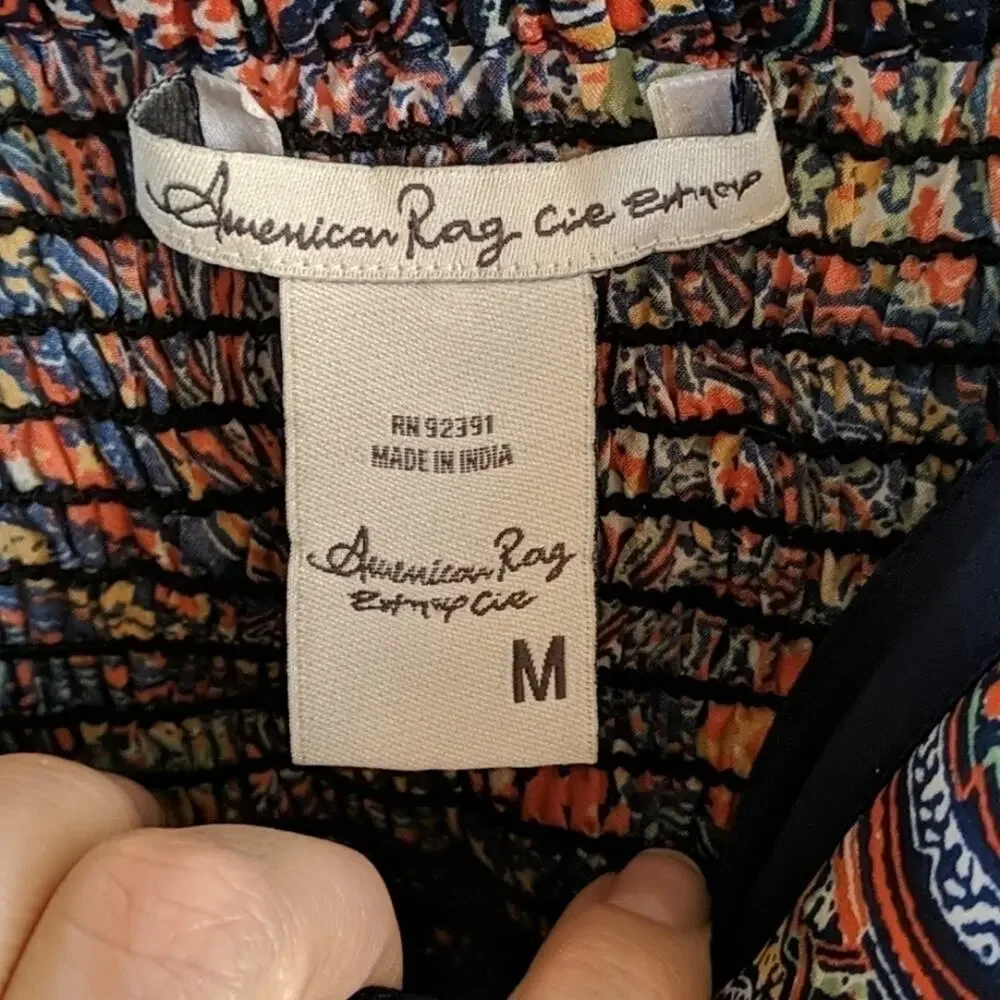 American Rag Cie
RN 92391
MADE IN INDIA
American Rag
Cie
M